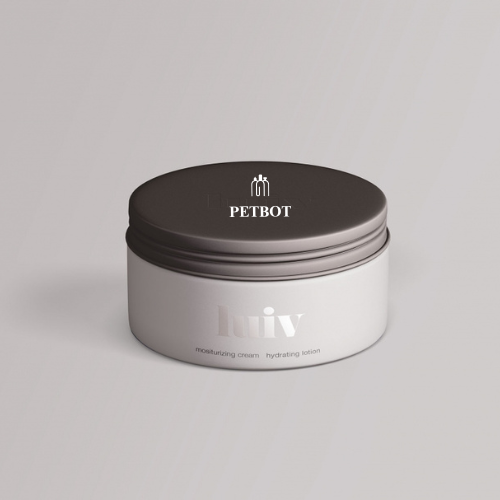 PETBOT
luiv
moisturizing cream hydrating lotion